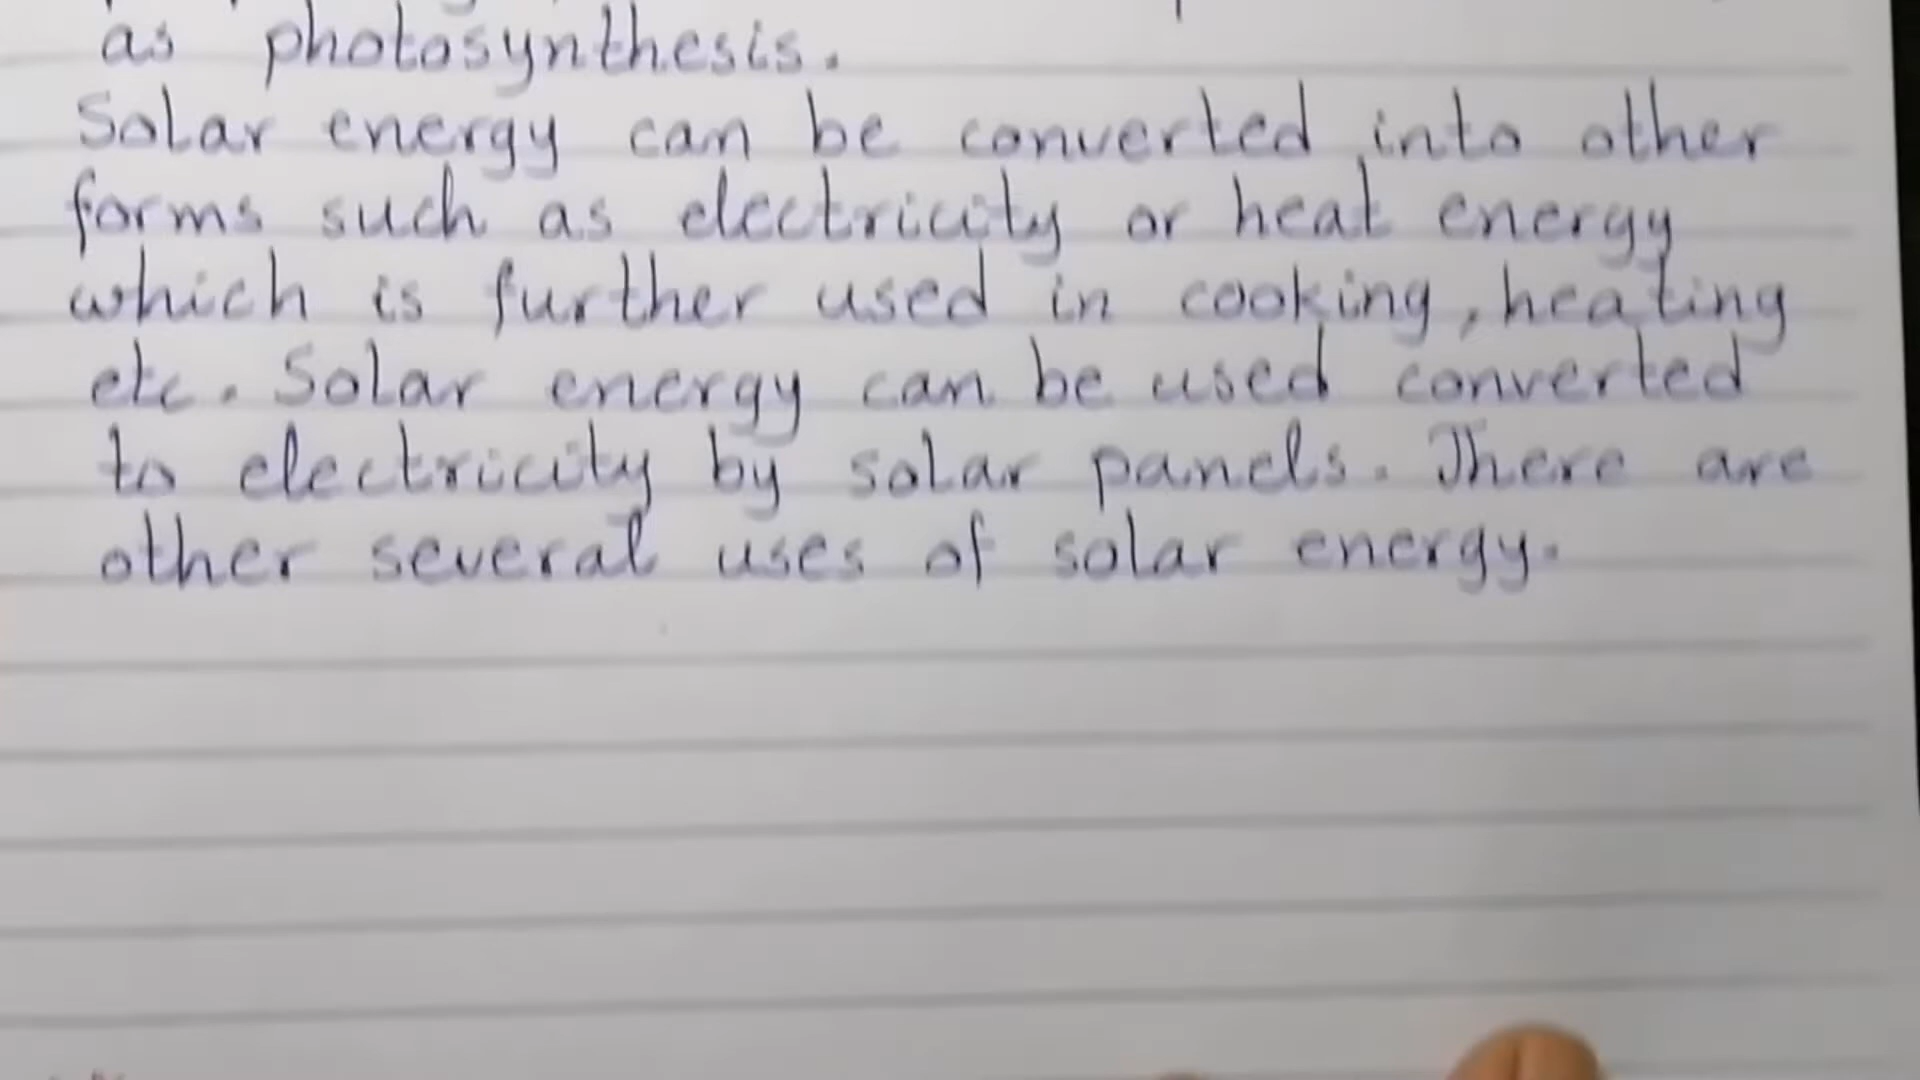 as photosynthesis.
Solar energy can be converted into other
forms such as electricity or heat energy
which is further used in cooking, heating
etc. Solar energy can be used converted
to electricity by solar panels. There are
other several uses of solar energy.